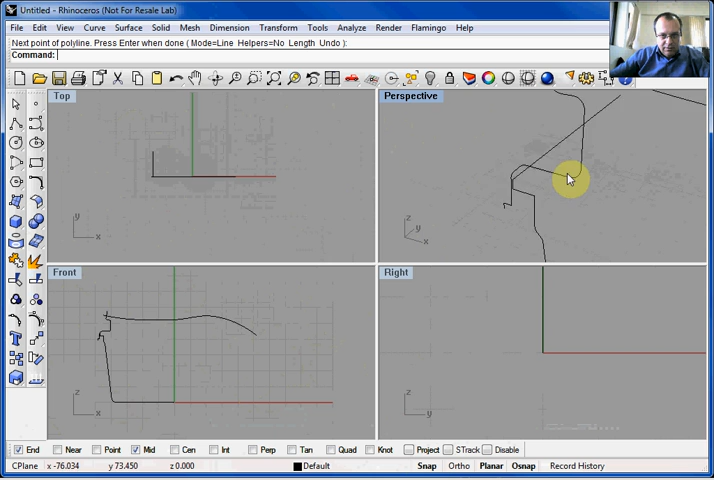 Untitled - Rhinoceros (Not For Resale Lab)
File Edit View Curve Surface Solid Mesh Dimension Transform Tools Analyze Render Flamingo Help
Next point of polyline. Press Enter when done ( Mode=Line Helpers=No Length Undo ):
Command:
Top
Perspective
y
x
z
y
x
Front
Right
z
x
z
y
End Near Point Mid Cen Int Perp Tan Quad Knot Project STrack Disable
CPlane x -76.034 y 73.450 z 0.000 Default Snap Ortho Planar Osnap Record History